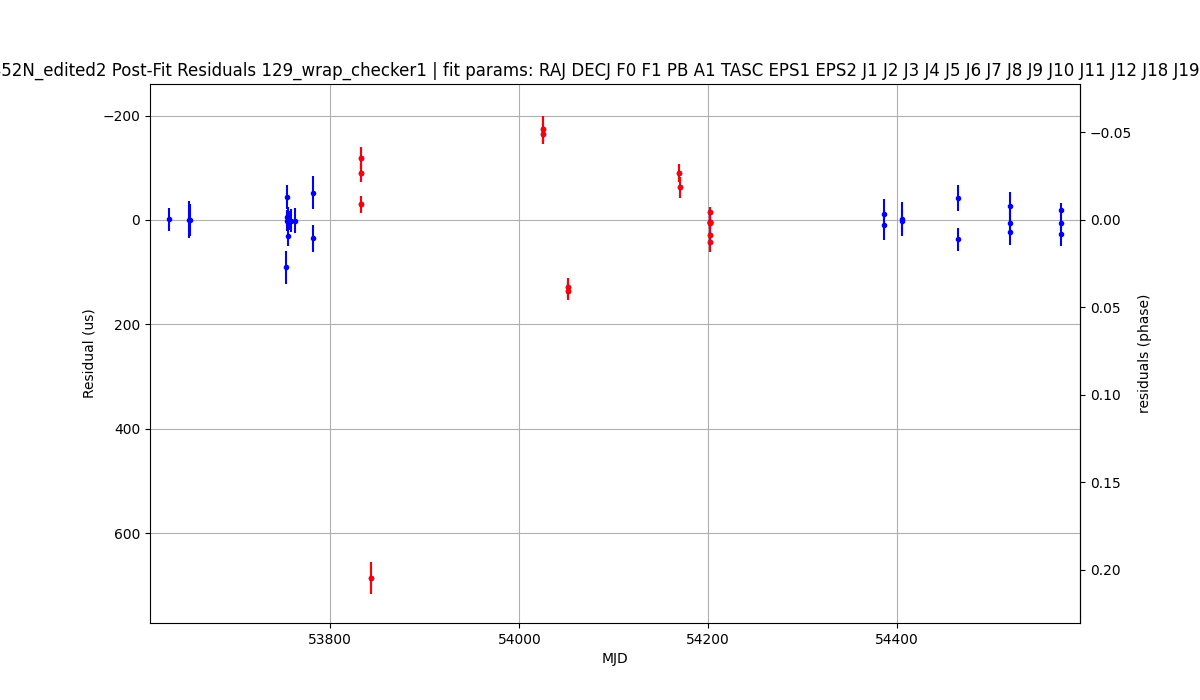 52N_edited2 Post-Fit Residuals 129_wrap_checker1 | fit params: RAJ DECJ F0 F1 PB A1 TASC EPS1 EPS2 J1 J2 J3 J4 J5 J6 J7 J8 J9 J10 J11 J12 J18 J19
−200
0
200
400
600
Residual (us)
−0.05
0.00
0.05
0.10
0.15
0.20
residuals (phase)
53800 54000 54200 54400
MJD